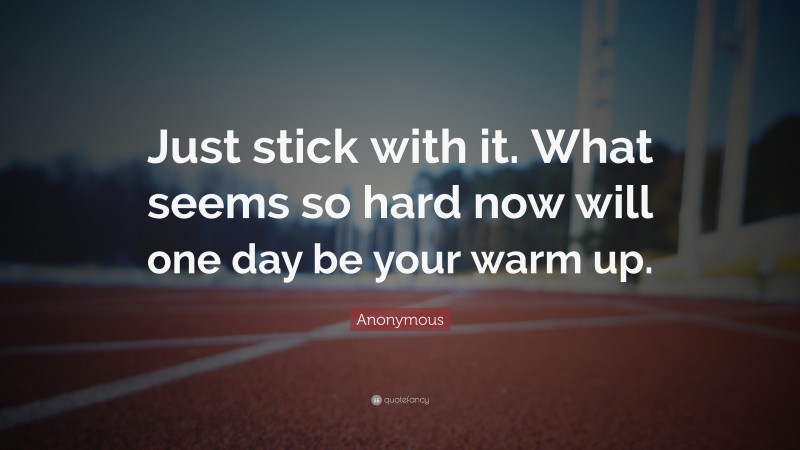 Just stick with it. What
seems so hard now will
one day be your warm up.
Anonymous
quotefancy